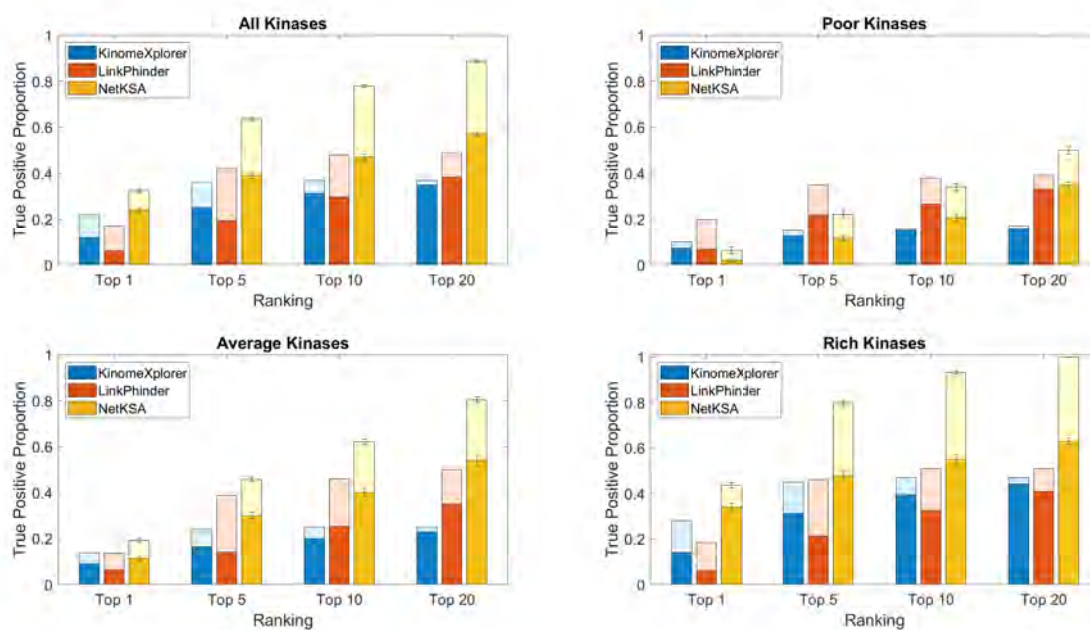 All Kinases
KinomeXplorer
LinkPhinder
NetKSA
True Positive Proportion
1
0.8
0.6
0.4
0.2
0
Top 1 Top 5 Top 10 Top 20
Ranking
Poor Kinases
KinomeXplorer
LinkPhinder
NetKSA
True Positive Proportion
1
0.8
0.6
0.4
0.2
0
Top 1 Top 5 Top 10 Top 20
Ranking
Average Kinases
KinomeXplorer
LinkPhinder
NetKSA
True Positive Proportion
1
0.8
0.6
0.4
0.2
0
Top 1 Top 5 Top 10 Top 20
Ranking
Rich Kinases
KinomeXplorer
LinkPhinder
NetKSA
True Positive Proportion
1
0.8
0.6
0.4
0.2
0
Top 1 Top 5 Top 10 Top 20
Ranking